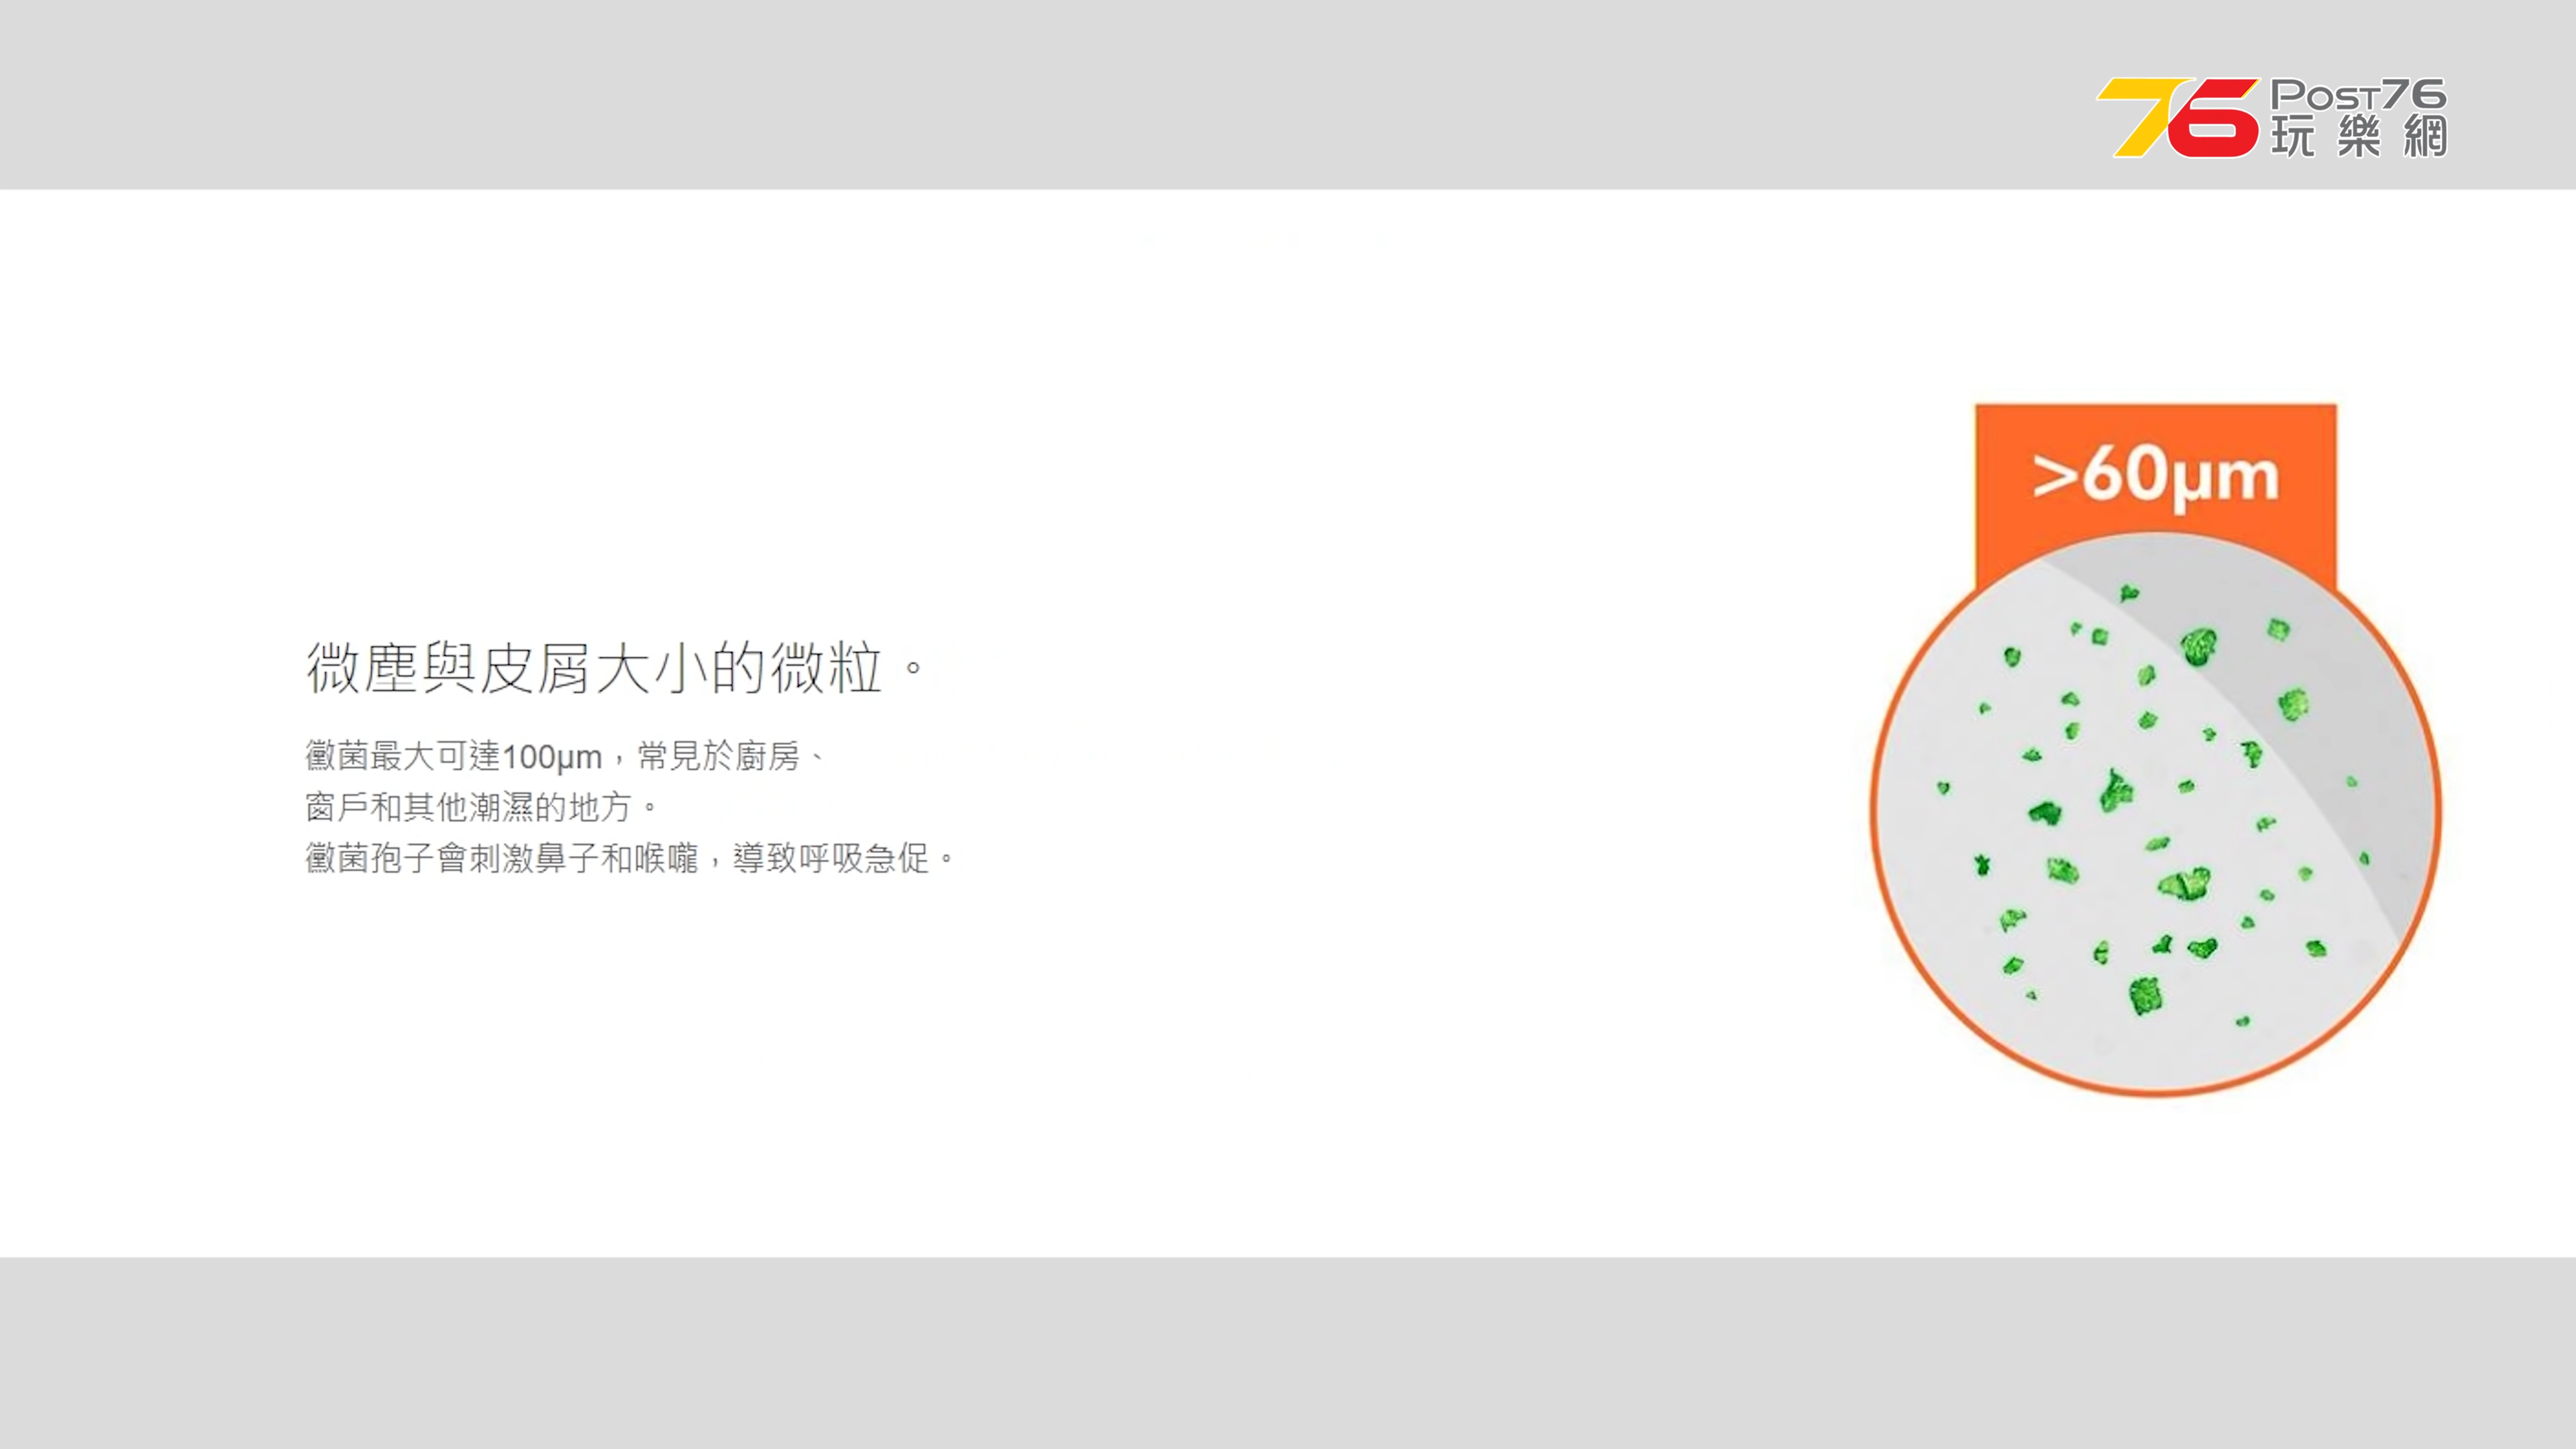 76 Post76
玩樂網
>60µm
微塵與皮屑大小的微粒。
黴菌最大可達100µm，常見於廚房、
窗戶和其他潮濕的地方。
黴菌孢子會刺激鼻子和喉嚨，導致呼吸急促。